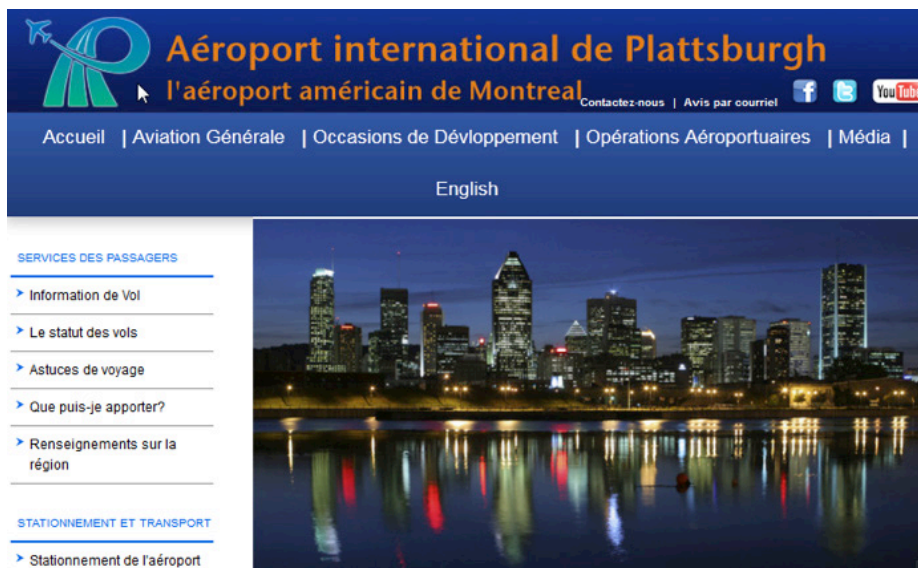 Aéroport international de Plattsburgh
l'aéroport américain de Montreal
Contactez-nous | Avis par courriel
You Tube
Accueil | Aviation Générale | Occasions de Dévloppement | Opérations Aéroportuaires | Média |
English
SERVICES DES PASSAGERS
Information de Vol
Le statut des vols
Astuces de voyage
Que puis-je apporter?
Renseignements sur la
région
STATIONNEMENT ET TRANSPORT
Stationnement de l'aéroport